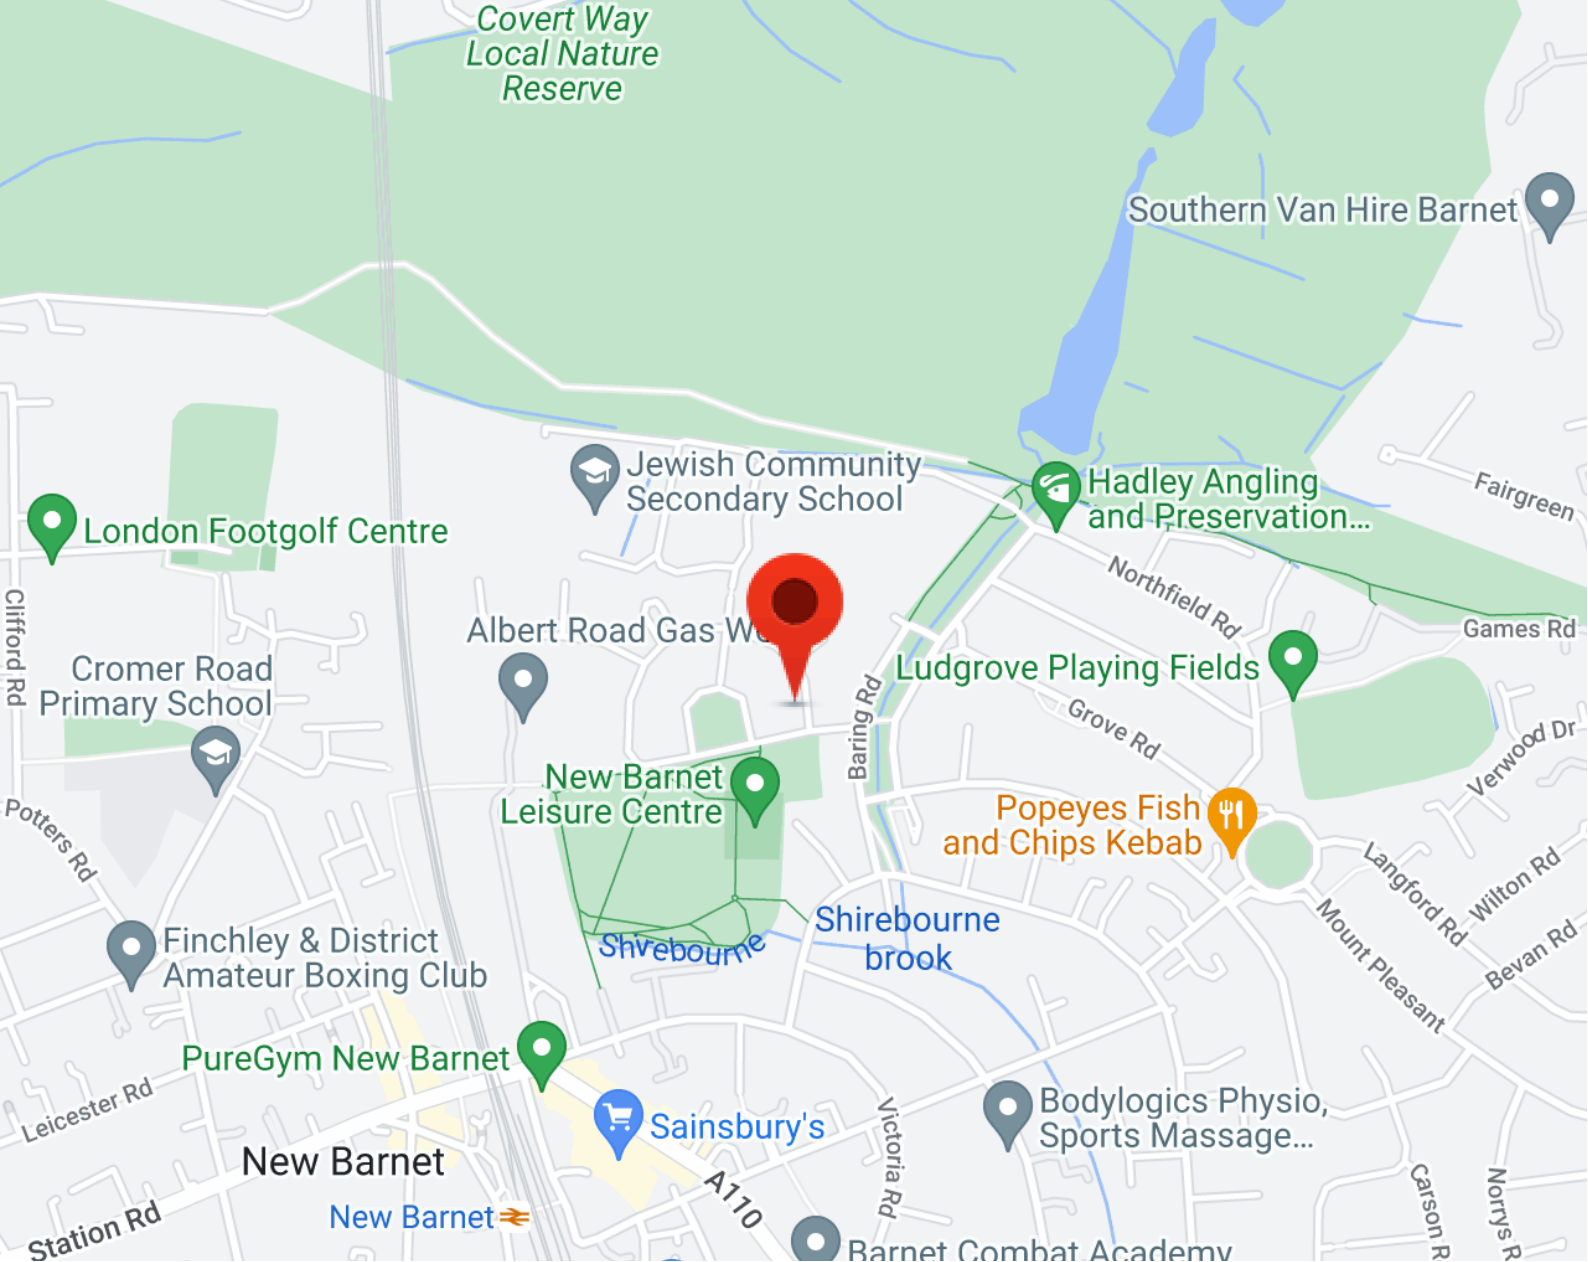 Covert Way
Local Nature
Reserve
Southern Van Hire Barnet
Jewish Community
Secondary School
Hadley Angling
and Preservation...
Fairgreen
London Footgolf Centre
Clifford Rd
Northfield Rd
Games Rd
Albert Road Gas Wo
Cromer Road
Primary School
Ludgrove Playing Fields
Baring Rd
Grove Rd
Verwood Dr
New Barnet
Leisure Centre
Popeyes Fish
and Chips Kebab
Potters Rd
Langford Rd
Wilton Rd
Mount Pleasant
Bevan Rd
Finchley & District
Amateur Boxing Club
Shirebourne
Shirebourne
brook
PureGym New Barnet
Leicester Rd
Sainsbury's
Victoria Rd
Bodylogics Physio,
Sports Massage...
New Barnet
New Barnet
A110
Station Rd
Carson R
Norrys R
Barnet Combat Academy